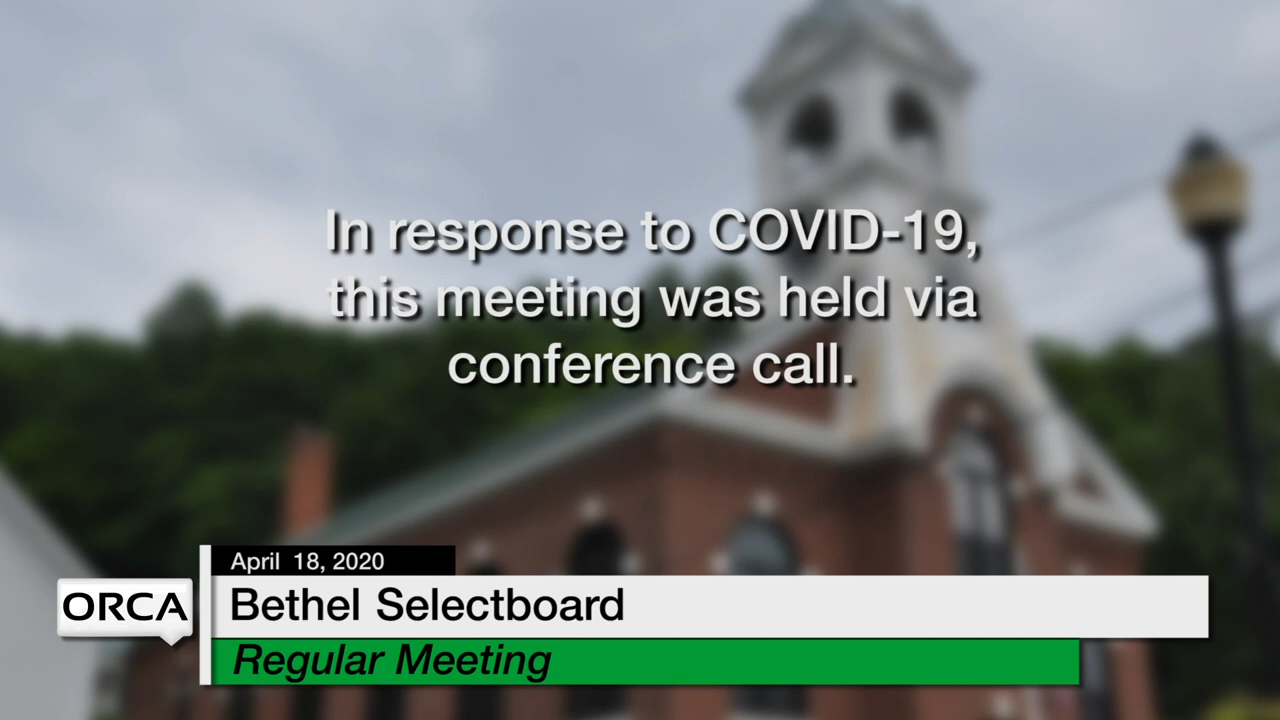 In response to COVID-19,
this meeting was held via
conference call.
April 18, 2020
ORCA
Bethel Selectboard
Regular Meeting